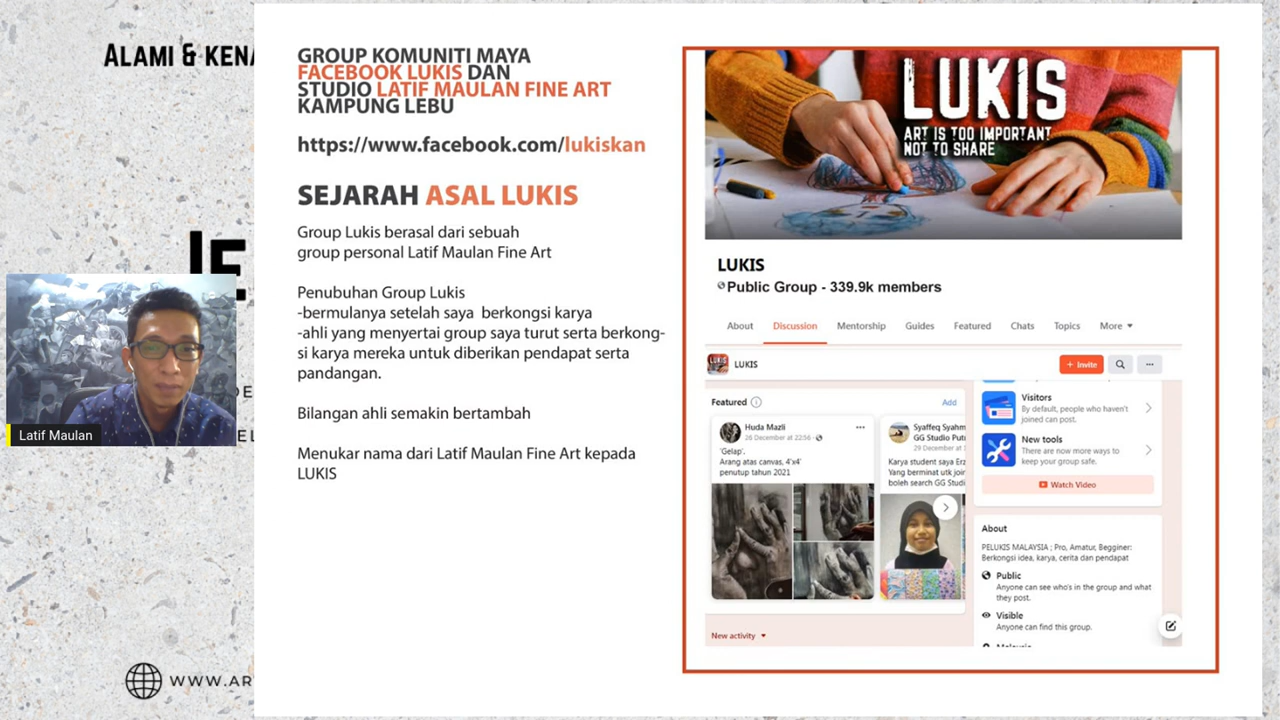 ALAMI & KENA
WWW.AR
Latif Maulan
GROUP KOMUNITI MAYA
FACEBOOK LUKIS DAN
STUDIO LATIF MAULAN FINE ART
KAMPUNG LEBU
https://www.facebook.com/lukiskan
SEJARAH ASAL LUKIS
Group Lukis berasal dari sebuah
group personal Latif Maulan Fine Art
Penubuhan Group Lukis
-bermulanya setelah saya berkongsi karya
-ahli yang menyertai group saya turut serta berkong-
si karya mereka untuk diberikan pendapat serta
pandangan.
Bilangan ahli semakin bertambah
Menukar nama dari Latif Maulan Fine Art kepada
LUKIS
LUKIS
ART IS TOO IMPORTANT
NOT TO SHARE
LUKIS
Public Group - 339.9k members
About Discussion Mentorship Guides Featured Chats Topics More
LUKIS
+ Invite
Featured
Add
Huda Mazli
26 December at 22:56
'Gelap'.
Arang atas canvas, 4'x4'
penutup tahun 2021
Syaffeq Syahm
GG Studio Put
29 December at
Karya student saya Erz
Yang berminat utk join
boleh search GG Studi
New activity
Visitors
By default, people who haven't
joined can post.
New tools
There are now more ways to
keep your group safe.
Watch Video
About
PELUKIS MALAYSIA ; Pro, Amatur, Begginer:
Berkongsi idea, karya, cerita dan pendapat
Public
Anyone can see who's in the group and what
they post.
Visible
Anyone can find this group.